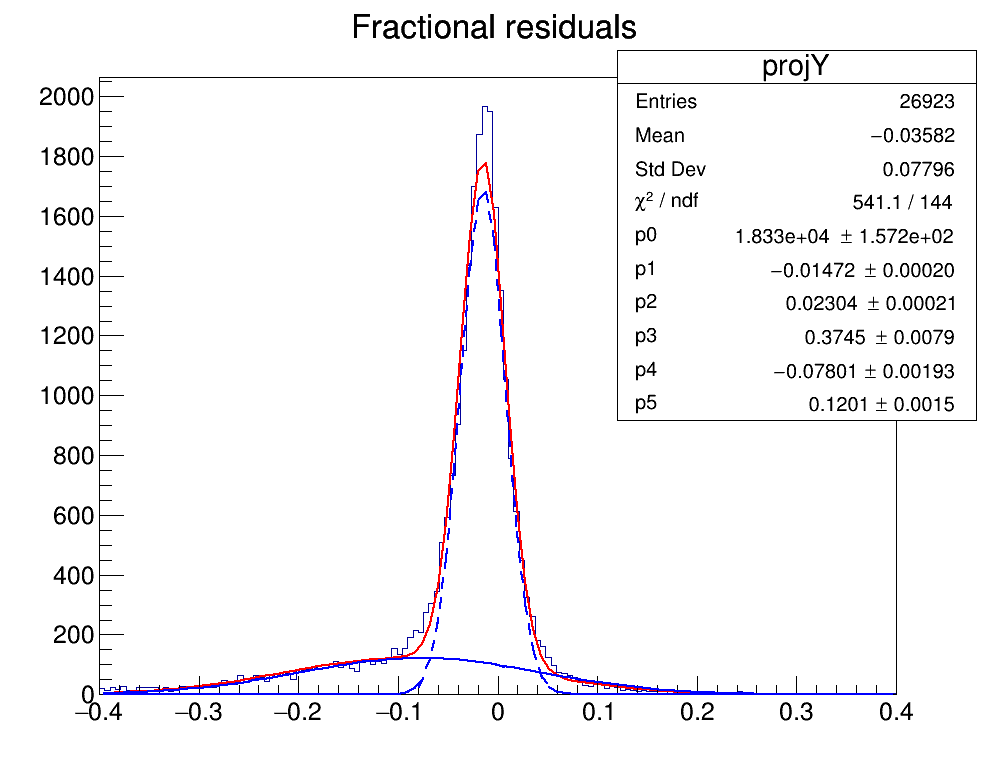 Fractional residuals
projY
Entries 26923
Mean −0.03582
Std Dev 0.07796
χ² / ndf 541.1 / 144
p0 1.833e+04 ± 1.572e+02
p1 −0.01472 ± 0.00020
p2 0.02304 ± 0.00021
p3 0.3745 ± 0.0079
p4 −0.07801 ± 0.00193
p5 0.1201 ± 0.0015
2000
1800
1600
1400
1200
1000
800
600
400
200
0
−0.4 −0.3 −0.2 −0.1 0 0.1 0.2 0.3 0.4